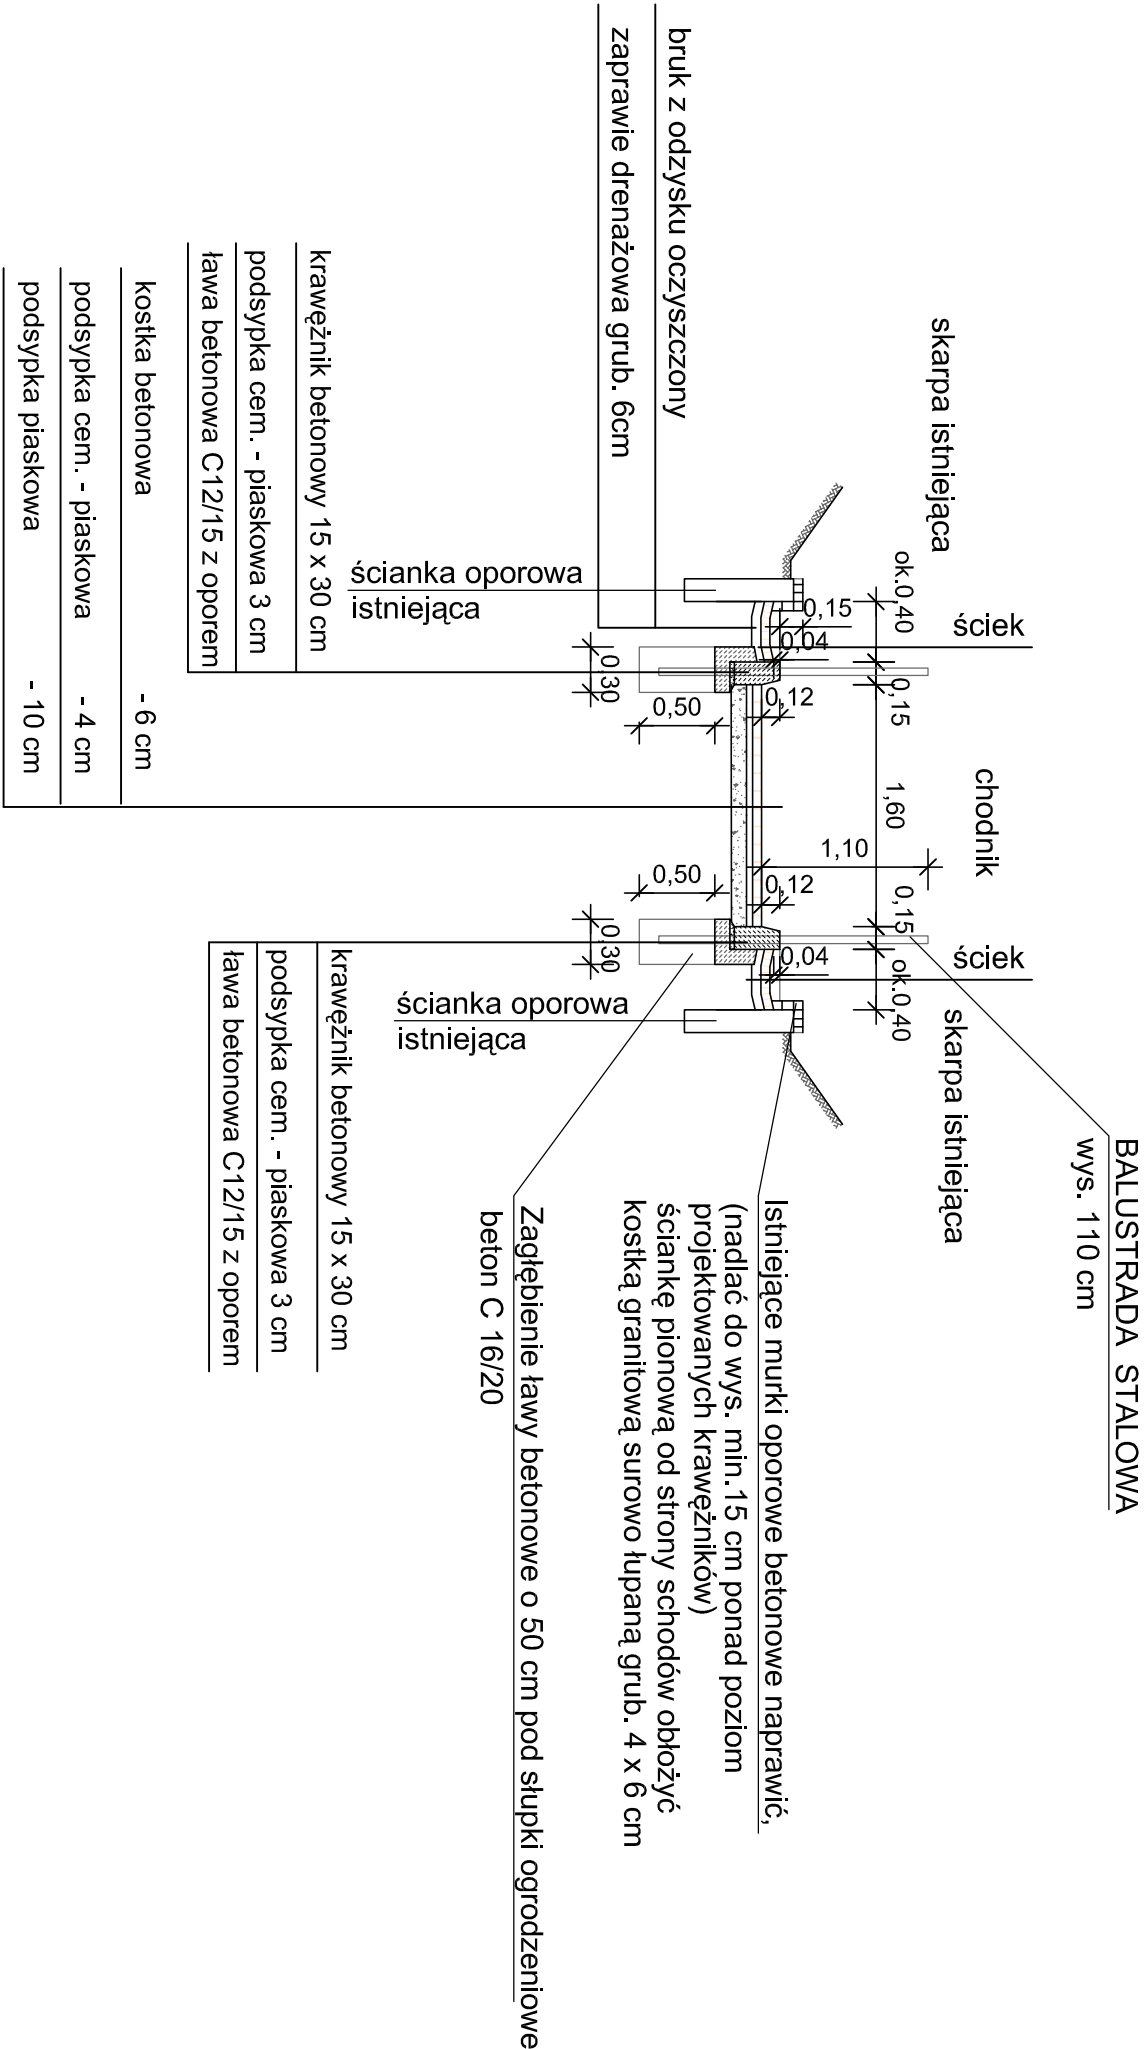 BALUSTRADA STALOWA
wys. 110 cm
skarpa istniejąca
ściek
chodnik
ściek
skarpa istniejąca
ok.0,40
0,15
1,60
0,15
ok.0,40
1,10
0,15
0,04
0,12
0,12
0,04
0,50
0,50
0,30
0,30
bruk z odzysku oczyszczony
zaprawie drenażowa grub. 6cm
ścianka oporowa
istniejąca
ścianka oporowa
istniejąca
Istniejące murki oporowe betonowe naprawić,
(nadlać do wys. min.15 cm ponad poziom
projektowanych krawężników)
ściankę pionową od strony schodów obłożyć
kostką granitową surowo łupaną grub. 4 x 6 cm
Zagłębienie ławy betonowe o 50 cm pod słupki ogrodzeniowe
beton C 16/20
krawężnik betonowy 15 x 30 cm
podsypka cem. - piaskowa 3 cm
ława betonowa C12/15 z oporem
krawężnik betonowy 15 x 30 cm
podsypka cem. - piaskowa 3 cm
ława betonowa C12/15 z oporem
kostka betonowa - 6 cm
podsypka cem. - piaskowa - 4 cm
podsypka piaskowa - 10 cm